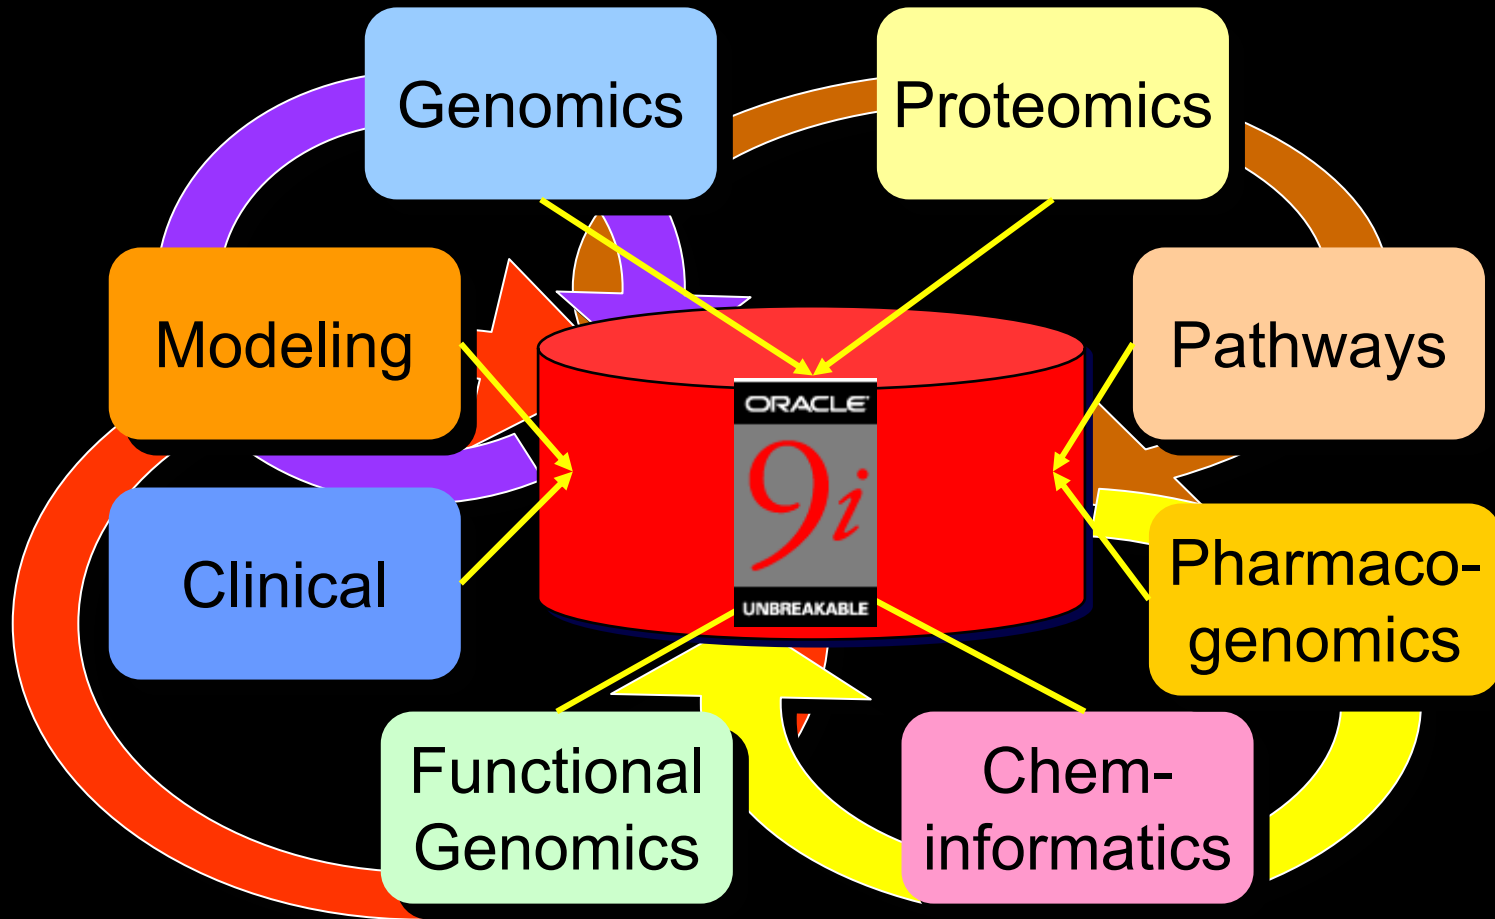 Genomics
Proteomics
Modeling
Pathways
ORACLE
9i
UNBREAKABLE
Clinical
Pharmaco-
genomics
Functional
Genomics
Chem-
informatics